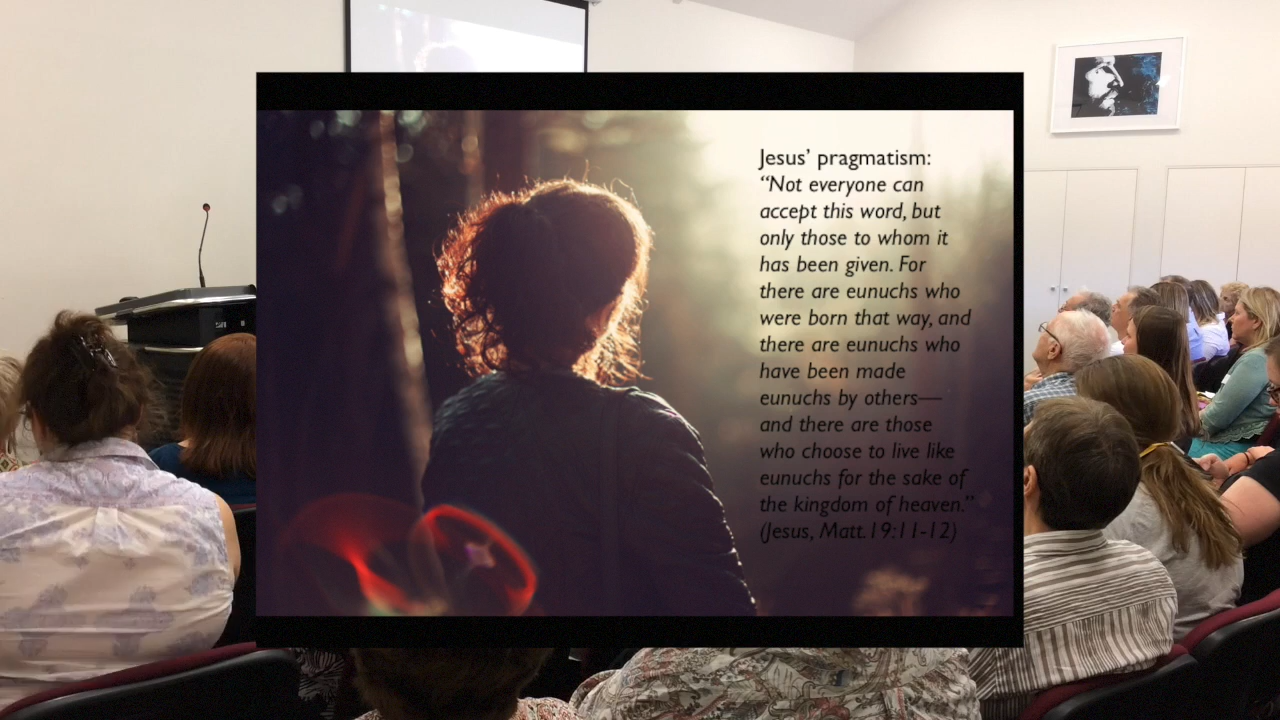 Jesus’ pragmatism:
“Not everyone can
accept this word, but
only those to whom it
has been given. For
there are eunuchs who
were born that way, and
there are eunuchs who
have been made
eunuchs by others—
and there are those
who choose to live like
eunuchs for the sake of
the kingdom of heaven.”
(Jesus, Matt.19:11-12)